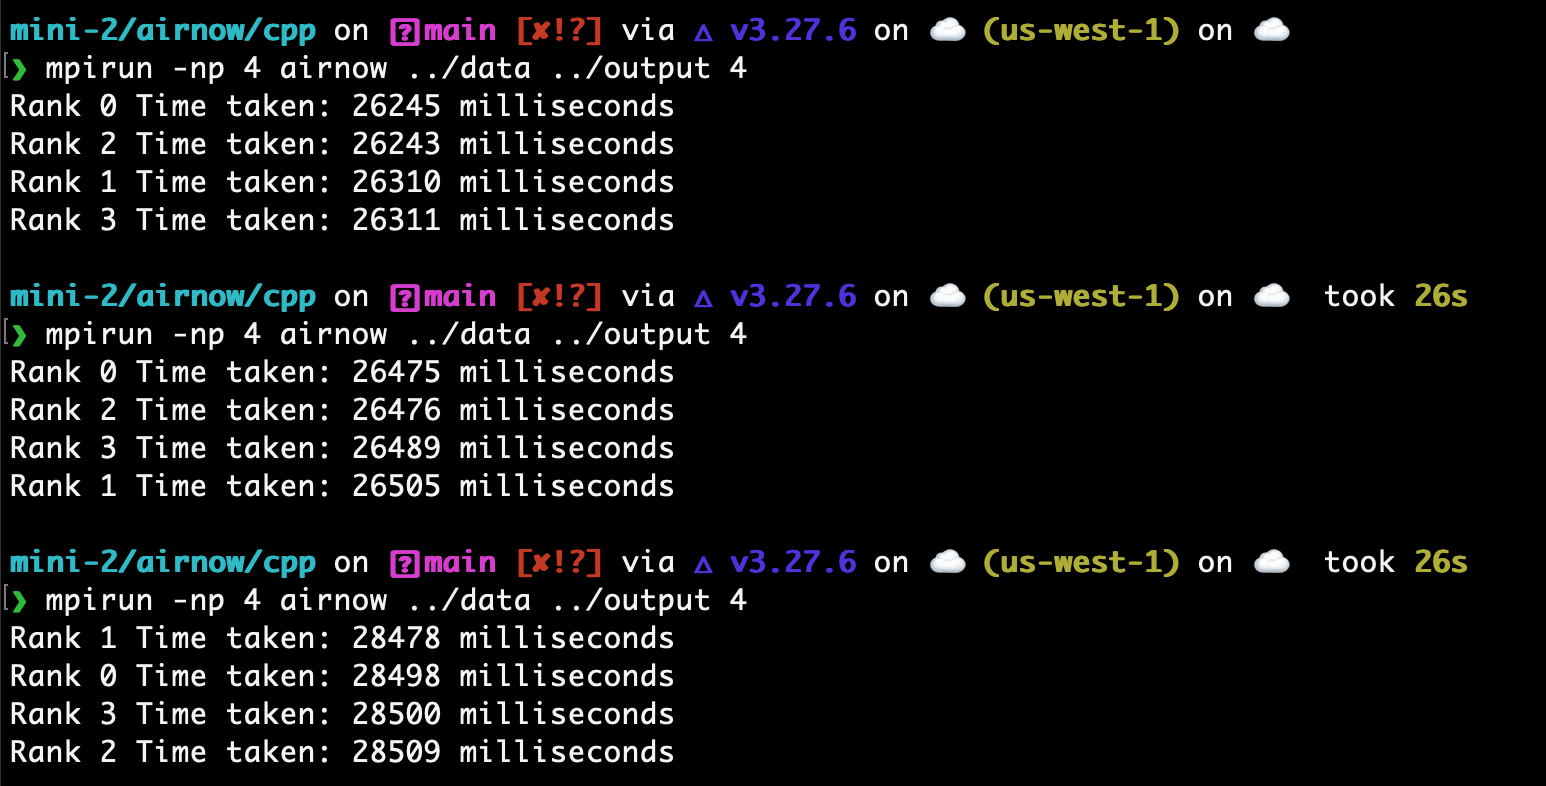 mini-2/airnow/cpp on [?]main [✘!?] via △ v3.27.6 on ☁️ (us-west-1) on ☁️
[❯ mpirun -np 4 airnow ../data ../output 4
Rank 0 Time taken: 26245 milliseconds
Rank 2 Time taken: 26243 milliseconds
Rank 1 Time taken: 26310 milliseconds
Rank 3 Time taken: 26311 milliseconds
mini-2/airnow/cpp on [?]main [✘!?] via △ v3.27.6 on ☁️ (us-west-1) on ☁️ took 26s
[❯ mpirun -np 4 airnow ../data ../output 4
Rank 0 Time taken: 26475 milliseconds
Rank 2 Time taken: 26476 milliseconds
Rank 3 Time taken: 26489 milliseconds
Rank 1 Time taken: 26505 milliseconds
mini-2/airnow/cpp on [?]main [✘!?] via △ v3.27.6 on ☁️ (us-west-1) on ☁️ took 26s
[❯ mpirun -np 4 airnow ../data ../output 4
Rank 1 Time taken: 28478 milliseconds
Rank 0 Time taken: 28498 milliseconds
Rank 3 Time taken: 28500 milliseconds
Rank 2 Time taken: 28509 milliseconds